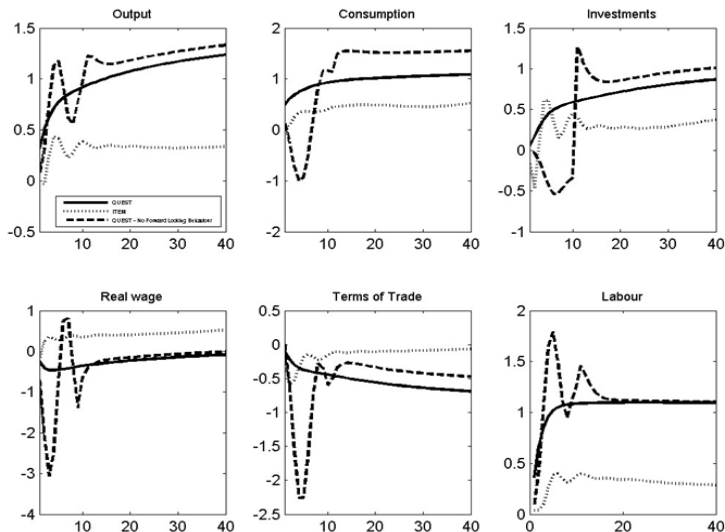 Output
Consumption
Investments
1.5
1
0.5
0
-0.5
10 20 30 40
QUEST
ITEM
QUEST - No Forward Looking Behaviour
2
1
0
-1
-2
10 20 30 40
1.5
1
0.5
0
-0.5
-1
0 10 20 30 40
Real wage
Terms of Trade
Labour
1
0
-1
-2
-3
-4
10 20 30 40
0
-0.5
-1
-1.5
-2
-2.5
10 20 30 40
2
1.5
1
0.5
0
0 10 20 30 40